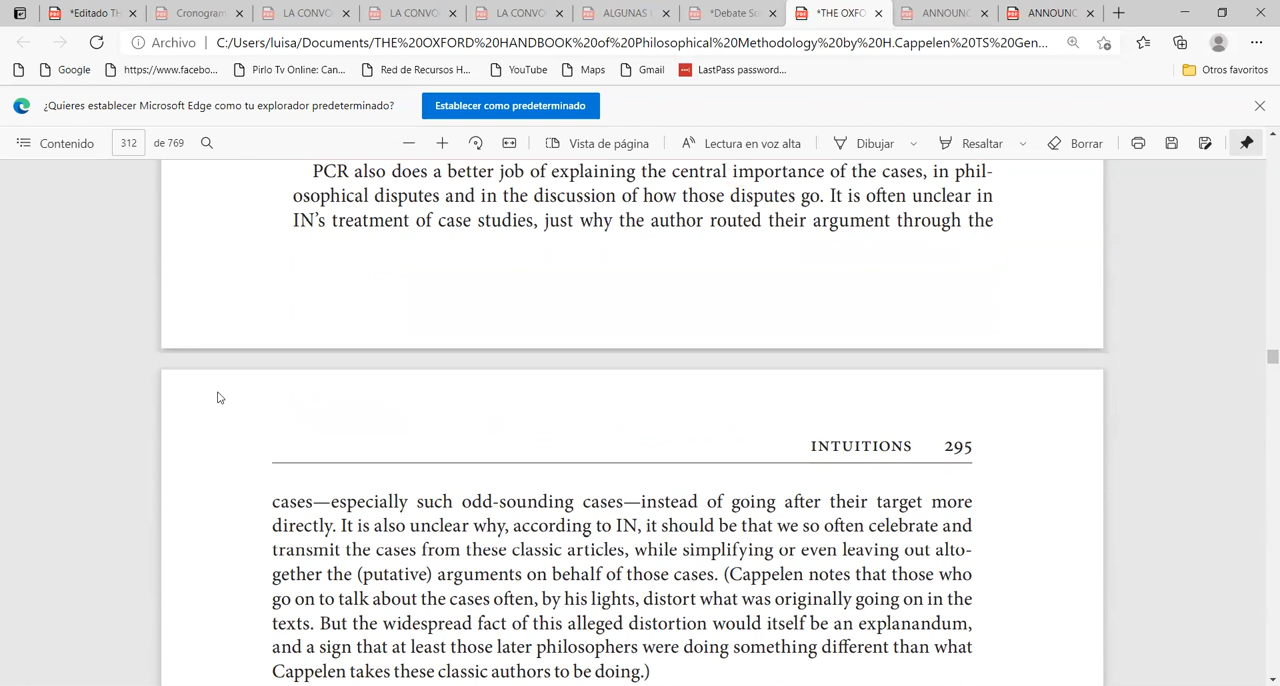 *Editado TH
Cronogram
LA CONVO
LA CONVO
LA CONVO
ALGUNAS
*Debate So
*THE OXFO
ANNOUNC
ANNOUNC
Archivo
C:/Users/luisa/Documents/THE%20OXFORD%20HANDBOOK%20of%20Philosophical%20Methodology%20by%20H.Cappelen%20TS%20Gen...
Google
https://www.facebo...
Pirlo Tv Online: Can...
Red de Recursos H...
YouTube
Maps
Gmail
LastPass password...
Otros favoritos
¿Quieres establecer Microsoft Edge como tu explorador predeterminado?
Establecer como predeterminado
Contenido
312
de 769
Vista de página
Lectura en voz alta
Dibujar
Resaltar
Borrar
PCR also does a better job of explaining the central importance of the cases, in phil-
osophical disputes and in the discussion of how those disputes go. It is often unclear in
IN’s treatment of case studies, just why the author routed their argument through the
INTUITIONS 295
cases—especially such odd-sounding cases—instead of going after their target more
directly. It is also unclear why, according to IN, it should be that we so often celebrate and
transmit the cases from these classic articles, while simplifying or even leaving out alto-
gether the (putative) arguments on behalf of those cases. (Cappelen notes that those who
go on to talk about the cases often, by his lights, distort what was originally going on in the
texts. But the widespread fact of this alleged distortion would itself be an explanandum,
and a sign that at least those later philosophers were doing something different than what
Cappelen takes these classic authors to be doing.)